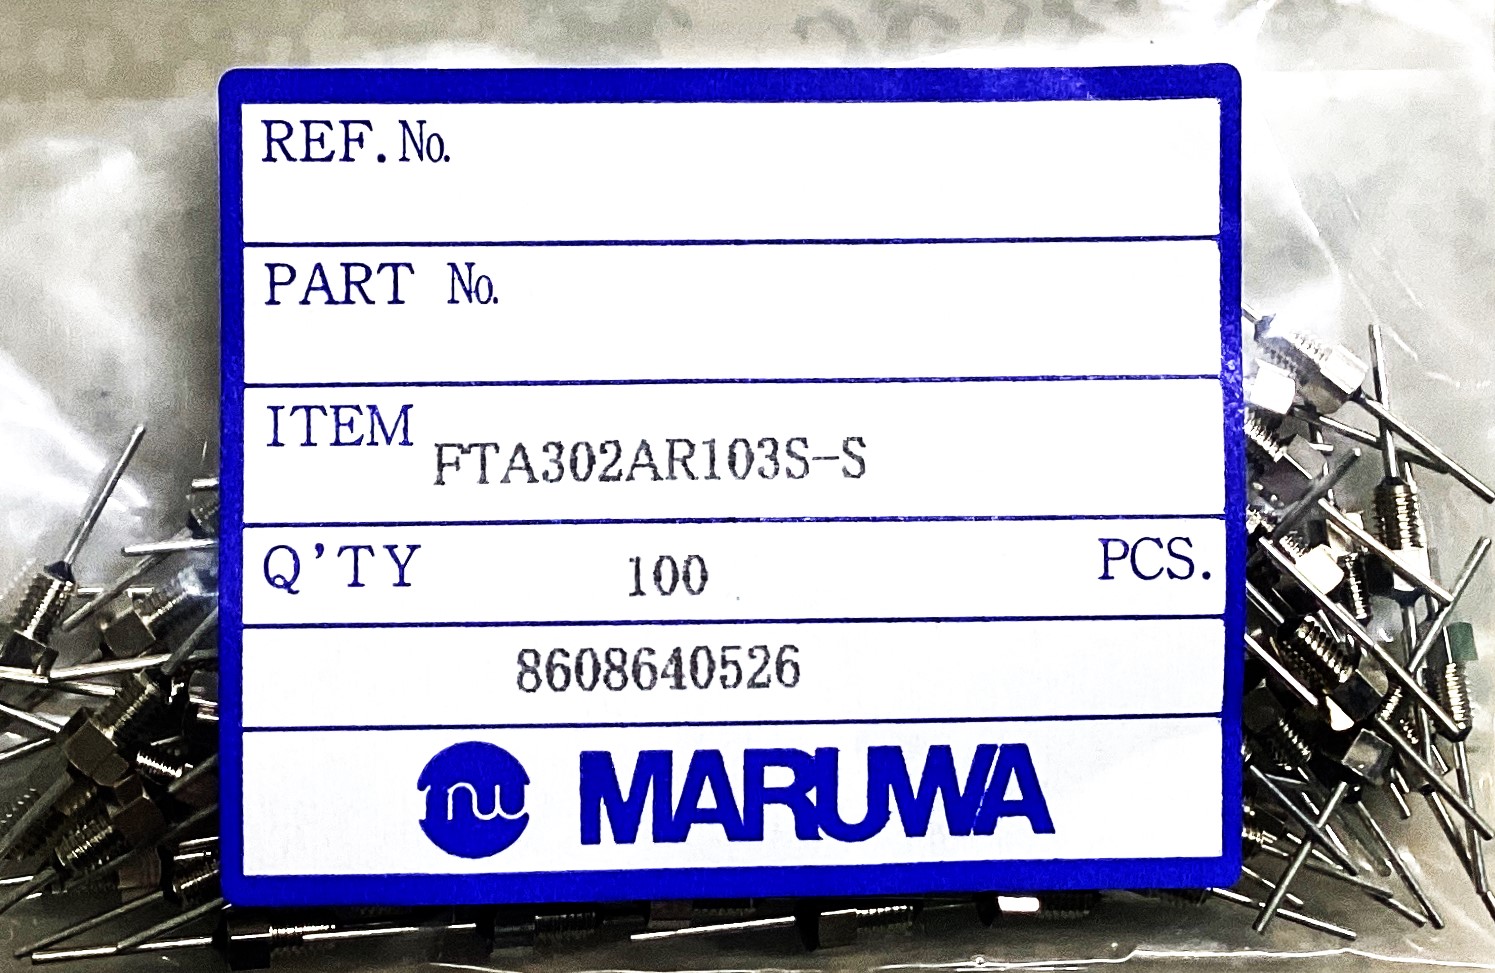 REF.No.
PART No.
ITEM FTA302AR103S-S
Q'TY 100 PCS.
8608640526
MARUWA